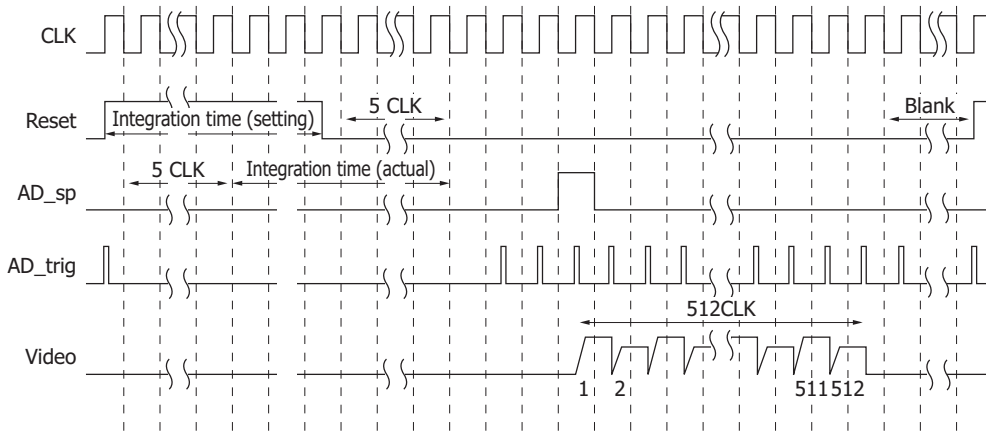 CLK
Reset
Integration time (setting)
5 CLK
Blank
5 CLK
Integration time (actual)
AD_sp
AD_trig
512CLK
Video
1 2 511 512